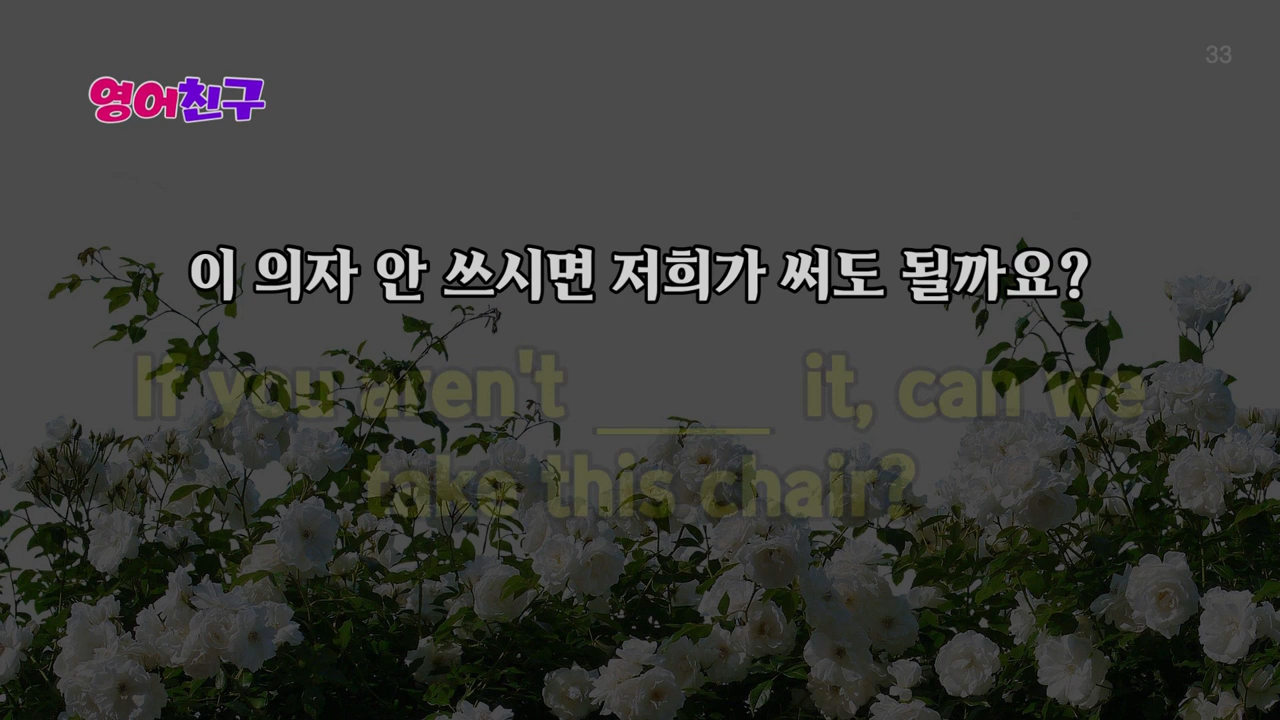 33
영어친구
이 의자 안 쓰시면 저희가 써도 될까요?
If you aren't ______ it, can we
take this chair?